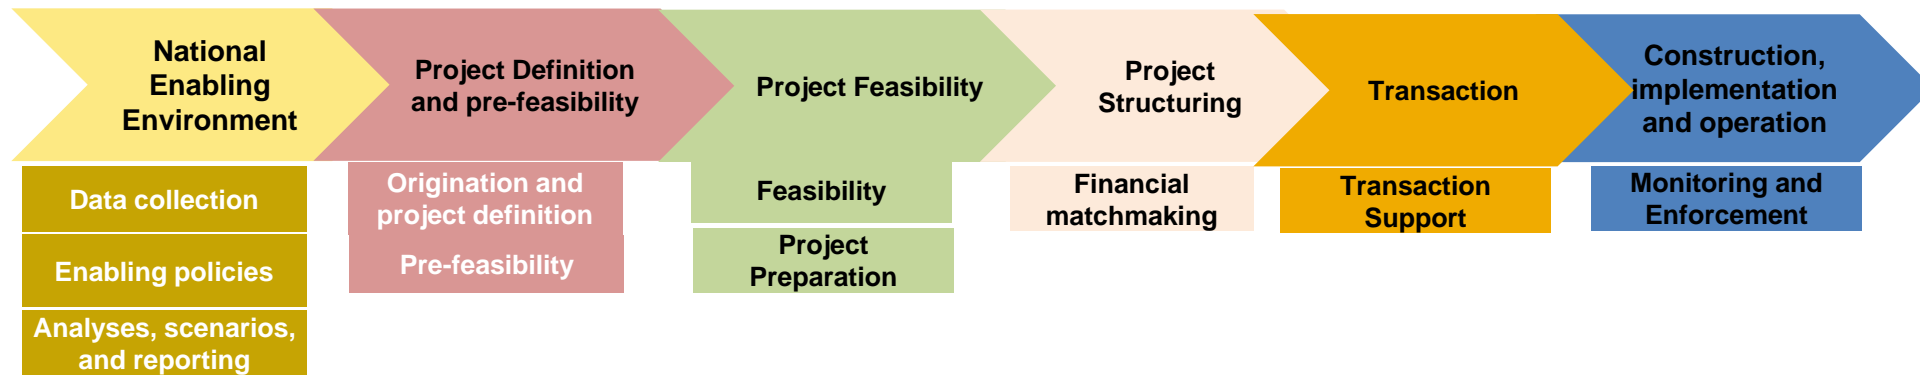 National
Enabling
Environment
Project Definition
and pre-feasibility
Project Feasibility
Project
Structuring
Transaction
Construction,
implementation
and operation
Data collection
Enabling policies
Analyses, scenarios,
and reporting
Origination and
project definition
Pre-feasibility
Feasibility
Project
Preparation
Financial
matchmaking
Transaction
Support
Monitoring and
Enforcement